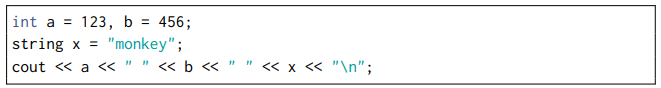 int a = 123, b = 456;
string x = "monkey";
cout << a << " " << b << " " << x << "\n";